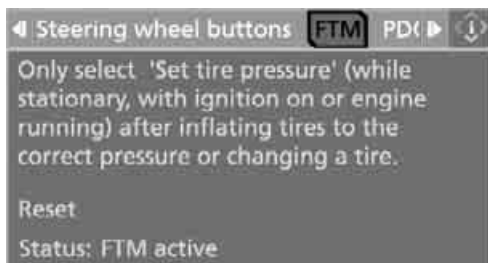 Steering wheel buttons FTM PD(
Only select 'Set tire pressure' (while
stationary, with ignition on or engine
running) after inflating tires to the
correct pressure or changing a tire.
Reset
Status: FTM active